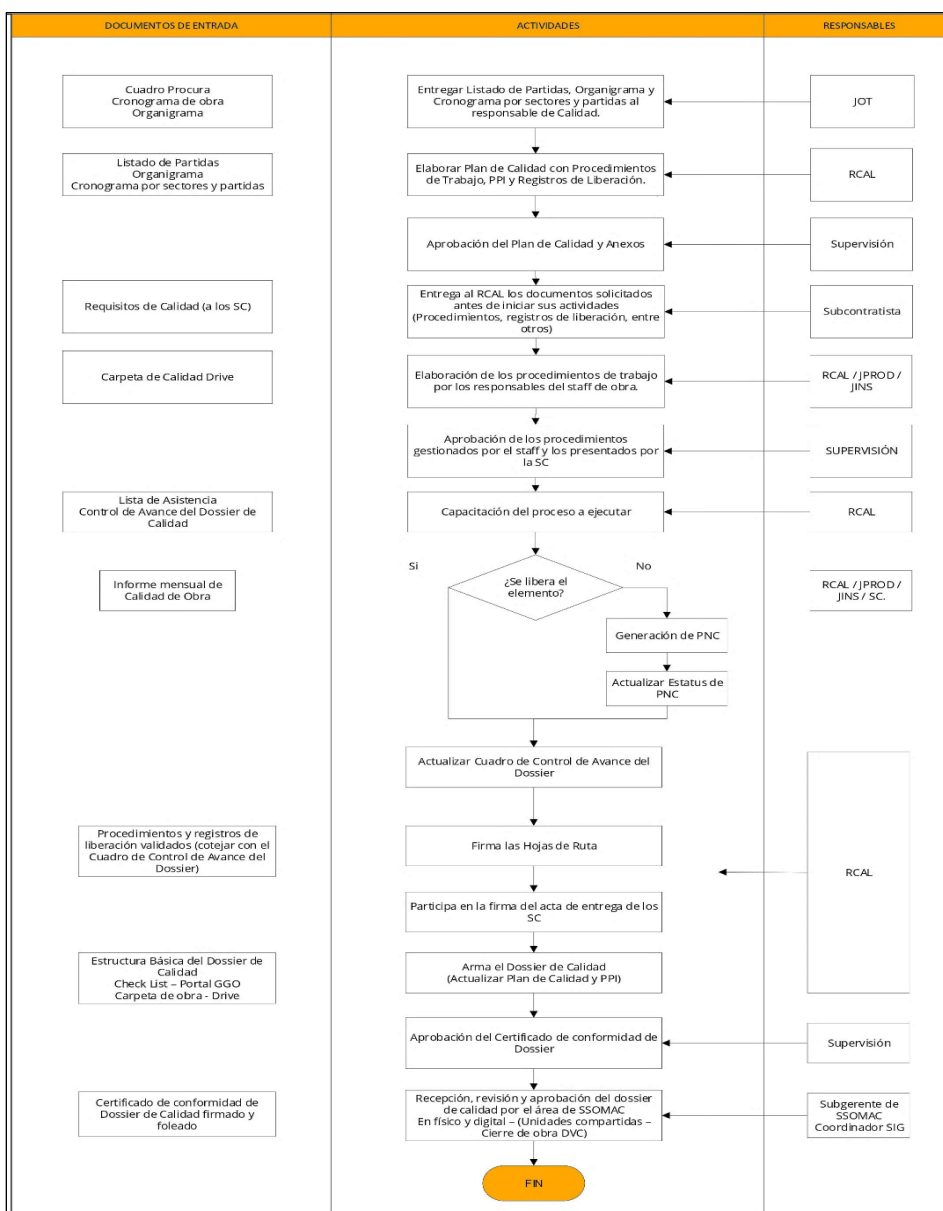 DOCUMENTOS DE ENTRADA
ACTIVIDADES
RESPONSABLES
Cuadro Procura
Cronograma de obra
Organigrama
Entregar Listado de Partidas, Organigrama y
Cronograma por sectores y partidas al
responsable de Calidad.
JOT
Listado de Partidas
Organigrama
Cronograma por sectores y partidas
Elaborar Plan de Calidad con Procedimientos
de Trabajo, PPI y Registros de Liberación.
RCAL
Aprobación del Plan de Calidad y Anexos
Supervisión
Requisitos de Calidad (a los SC)
Entrega al RCAL los documentos solicitados
antes de iniciar sus actividades
(Procedimientos, registros de liberación, entre
otros)
Subcontratista
Carpeta de Calidad Drive
Elaboración de los procedimientos de trabajo
por los responsables del staff de obra.
RCAL / JPROD /
JINS
Aprobación de los procedimientos
gestionados por el staff y los presentados por
la SC
SUPERVISIÓN
Lista de Asistencia
Control de Avance del Dossier de
Calidad
Capacitación del proceso a ejecutar
RCAL
Si
No
¿Se libera el
elemento?
Informe mensual de
Calidad de Obra
RCAL / JPROD /
JINS / SC.
Generación de PNC
Actualizar Estatus de
PNC
Actualizar Cuadro de Control de Avance del
Dossier
Procedimientos y registros de
liberación validados (cotejar con el
Cuadro de Control de Avance del
Dossier)
Firma las Hojas de Ruta
RCAL
Participa en la firma del acta de entrega de los
SC
Estructura Básica del Dossier de
Calidad
Check List – Portal GGO
Carpeta de obra - Drive
Arma el Dossier de Calidad
(Actualizar Plan de Calidad y PPI)
Aprobación del Certificado de conformidad de
Dossier
Supervisión
Certificado de conformidad de
Dossier de Calidad firmado y
foleado
Recepción, revisión y aprobación del dossier
de calidad por el área de SSOMAC
En físico y digital – (Unidades compartidas –
Cierre de obra DVC)
Subgerente de
SSOMAC
Coordinador SIG
FIN